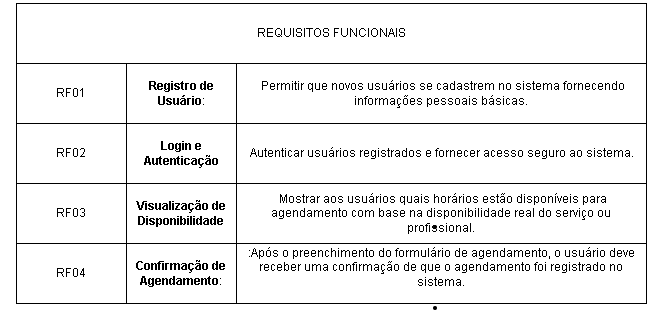 REQUISITOS FUNCIONAIS
RF01
Registro de
Usuário:
Permitir que novos usuários se cadastrem no sistema fornecendo
informações pessoais básicas.
RF02
Login e
Autenticação
Autenticar usuários registrados e fornecer acesso seguro ao sistema.
RF03
Visualização de
Disponibilidade
Mostrar aos usuários quais horários estão disponíveis para
agendamento com base na disponibilidade real do serviço ou
profissional.
RF04
Confirmação de
Agendamento:
:Após o preenchimento do formulário de agendamento, o usuário deve
receber uma confirmação de que o agendamento foi registrado no
sistema.